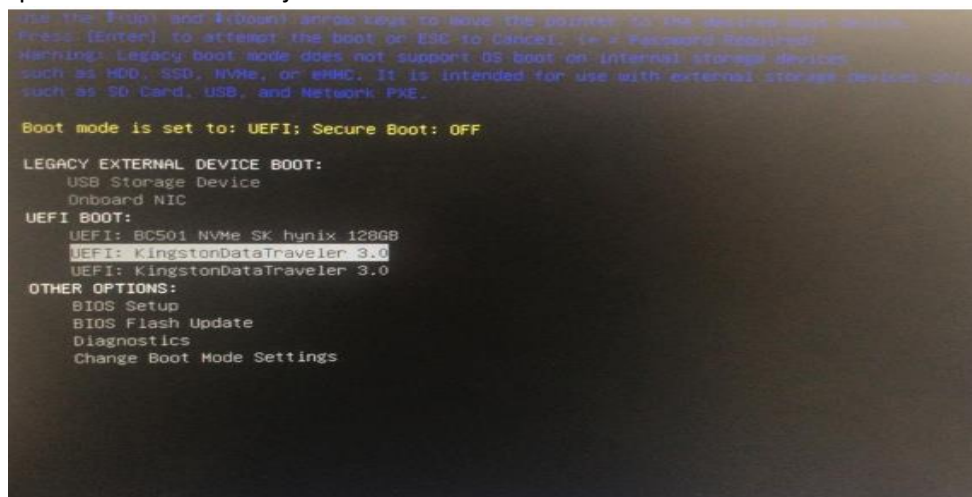 Use the ↑(Up) and ↓(Down) arrow keys to move the pointer to the desired boot device.
Press [Enter] to attempt the boot or ESC to Cancel. (* = Password Required)
Warning: Legacy boot mode does not support OS boot on internal storage devices
such as HDD, SSD, NVMe, or eMMC. It is intended for use with external storage devices only
such as SD Card, USB, and Network PXE.
Boot mode is set to: UEFI; Secure Boot: OFF
LEGACY EXTERNAL DEVICE BOOT:
USB Storage Device
Onboard NIC
UEFI BOOT:
UEFI: BC501 NVMe SK hynix 128GB
UEFI: KingstonDataTraveler 3.0
UEFI: KingstonDataTraveler 3.0
OTHER OPTIONS:
BIOS Setup
BIOS Flash Update
Diagnostics
Change Boot Mode Settings